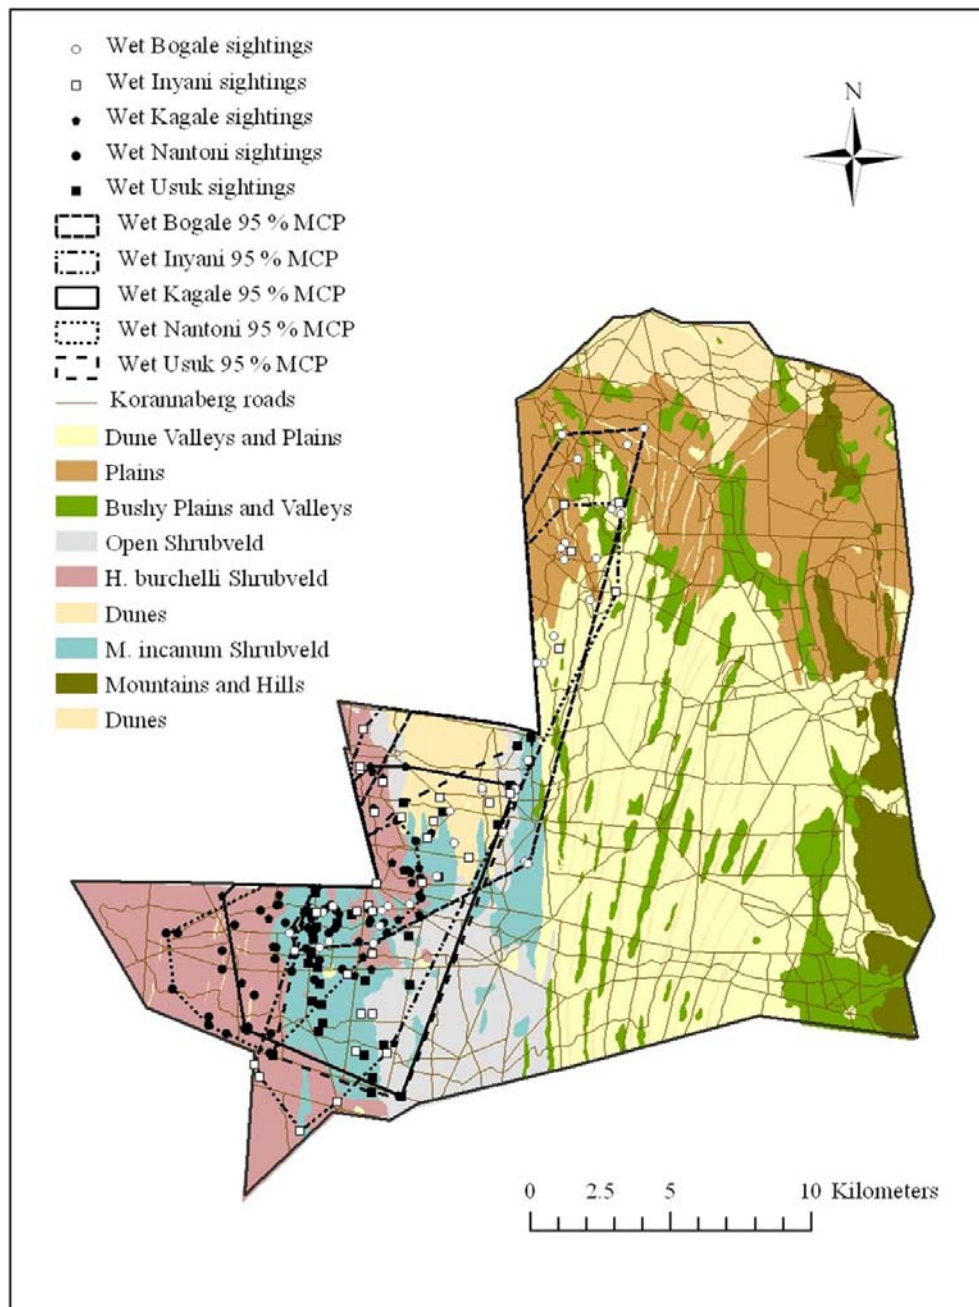 Wet Bogale sightings
Wet Inyani sightings
Wet Kagale sightings
Wet Nantoni sightings
Wet Usuk sightings
Wet Bogale 95 % MCP
Wet Inyani 95 % MCP
Wet Kagale 95 % MCP
Wet Nantoni 95 % MCP
Wet Usuk 95 % MCP
Korannaberg roads
Dune Valleys and Plains
Plains
Bushy Plains and Valleys
Open Shrubveld
H. burchelli Shrubveld
Dunes
M. incanum Shrubveld
Mountains and Hills
Dunes
N
0 2.5 5 10 Kilometers